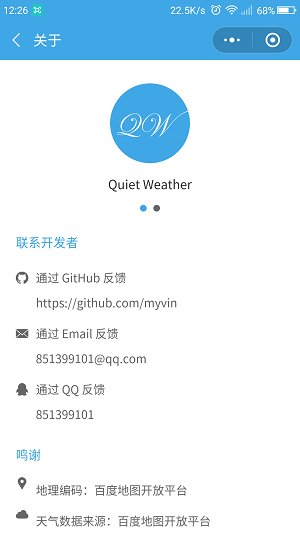 12:26 22.5K/s 68%
关于
QW
Quiet Weather
联系开发者
通过 GitHub 反馈
https://github.com/myvin
通过 Email 反馈
851399101@qq.com
通过 QQ 反馈
851399101
鸣谢
地理编码：百度地图开放平台
天气数据来源：百度地图开放平台